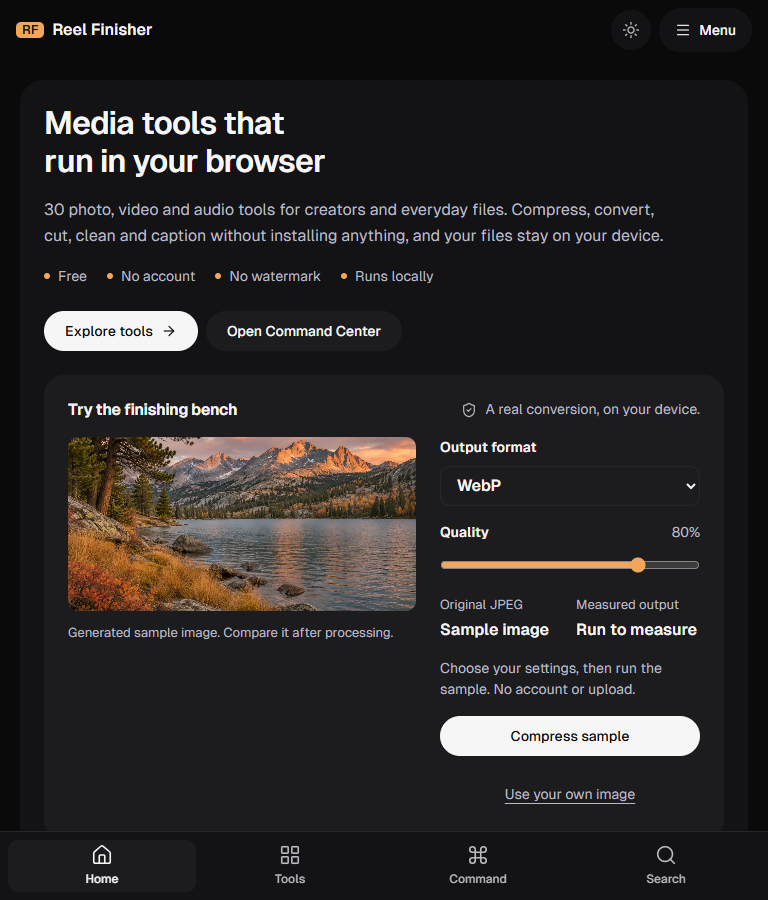 RF Reel Finisher
Menu
Media tools that
run in your browser
30 photo, video and audio tools for creators and everyday files. Compress, convert,
cut, clean and caption without installing anything, and your files stay on your device.
Free
No account
No watermark
Runs locally
Explore tools
Open Command Center
Try the finishing bench
A real conversion, on your device.
Generated sample image. Compare it after processing.
Output format
WebP
Quality 80%
Original JPEG
Sample image
Measured output
Run to measure
Choose your settings, then run the
sample. No account or upload.
Compress sample
Use your own image
Home
Tools
Command
Search